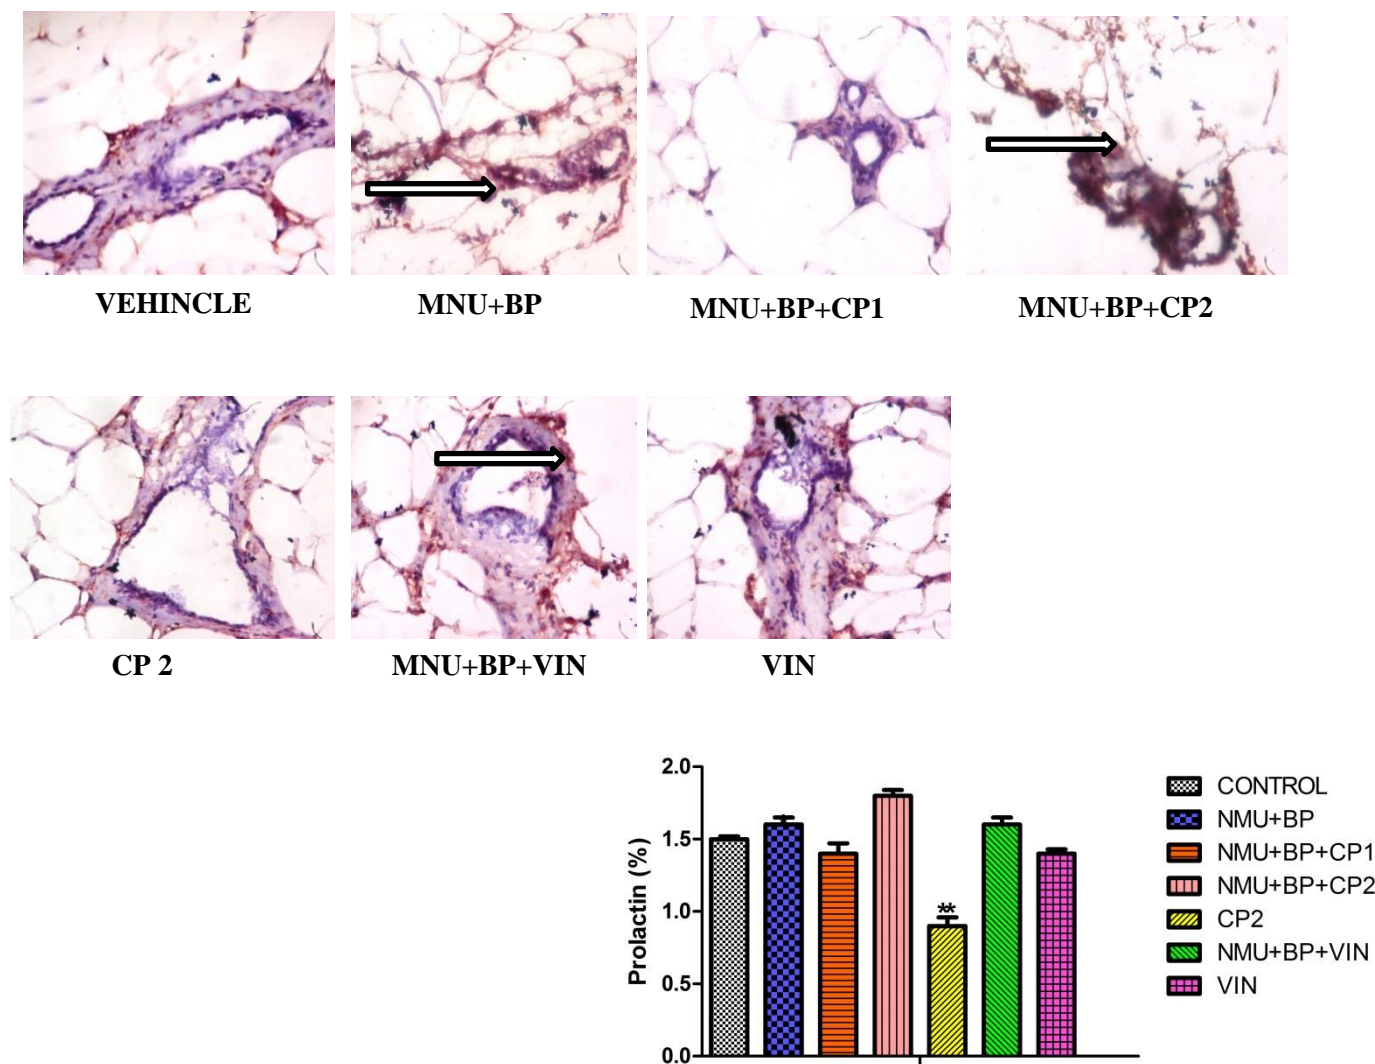 VEHINCLE MNU+BP MNU+BP+CP1 MNU+BP+CP2
CP 2 MNU+BP+VIN VIN
2.0
1.5
1.0
0.5
0.0
Prolactin (%)
**
CONTROL
NMU+BP
NMU+BP+CP1
NMU+BP+CP2
CP2
NMU+BP+VIN
VIN